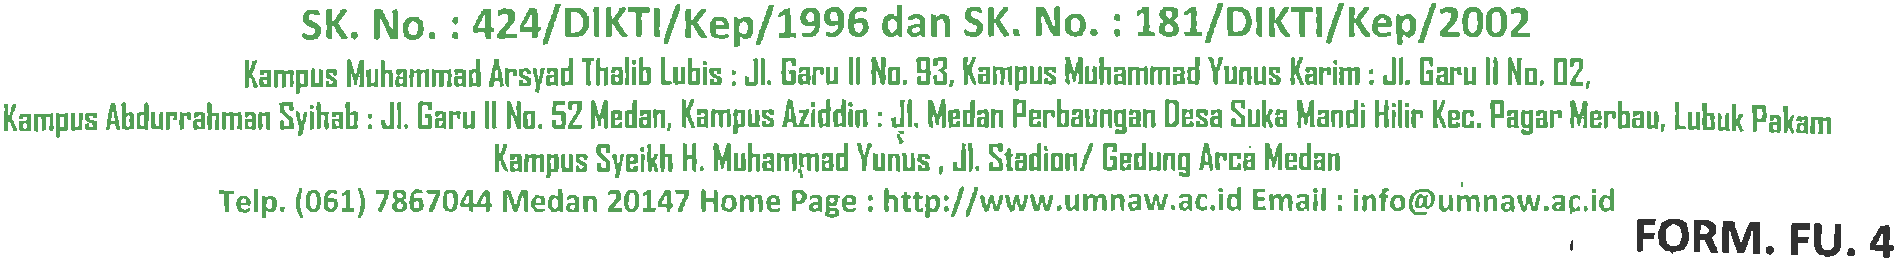 SK. No. : 424/DIKTI/Kep/1996 dan SK. No. : 181/DIKTI/Kep/2002
Kampus Muhammad Arsyad Thalib Lubis : Jl. Garu II No. 93, Kampus Muhammad Yunus Karim : Jl. Garu II No. 02,
Kampus Abdurrahman Syihab : Jl. Garu II No. 52 Medan, Kampus Aziddin : Jl. Medan Perbaungan Desa Suka Mandi Hilir Kec. Pagar Merbau, Lubuk Pakam
Kampus Syeikh H. Muhammad Yunus , Jl. Stadion/ Gedung Arca Medan
Telp. (061) 7867044 Medan 20147 Home Page : http://www.umnaw.ac.id Email : info@umnaw.ac.id
FORM. FU. 4